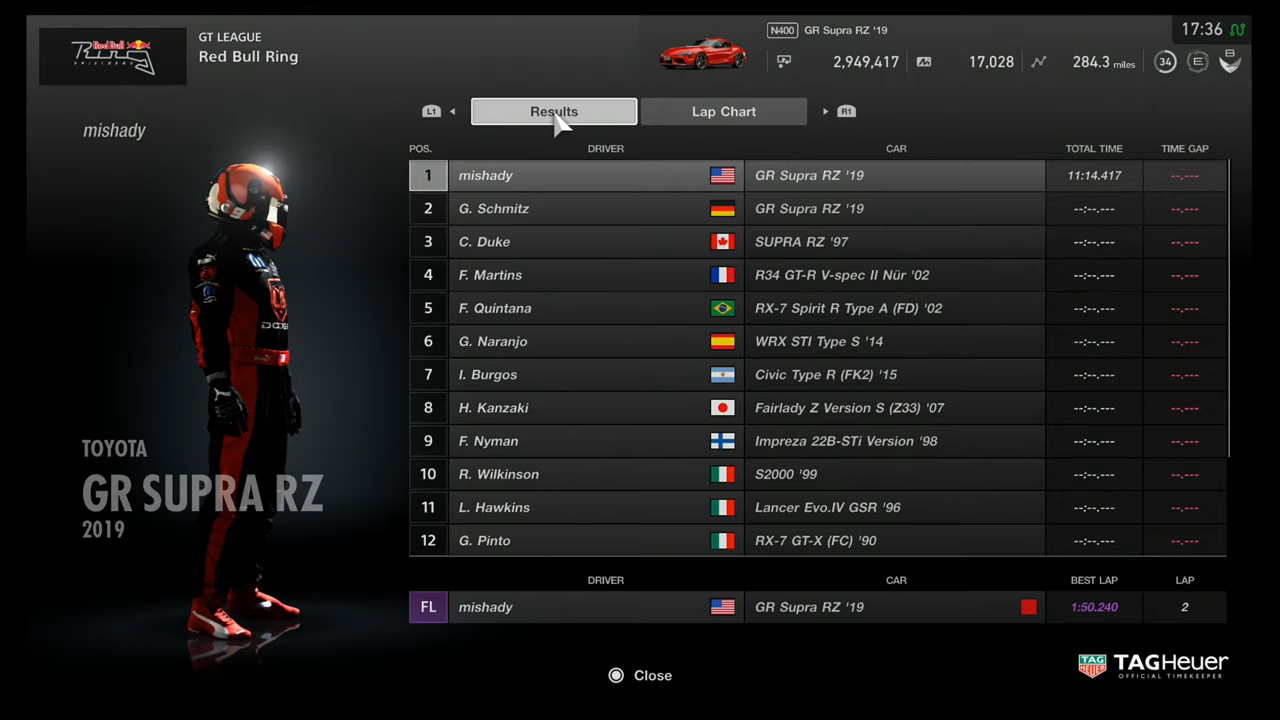 Red Bull
Ring
SPIELBERG
GT LEAGUE
Red Bull Ring
N400 GR Supra RZ '19
2,949,417 17,028 284.3 miles 34 E B
17:36
mishady
L1 Results Lap Chart R1
POS. DRIVER CAR TOTAL TIME TIME GAP
1 mishady GR Supra RZ '19 11:14.417 --.---
2 G. Schmitz GR Supra RZ '19 --:--.--- --.---
3 C. Duke SUPRA RZ '97 --:--.--- --.---
4 F. Martins R34 GT-R V-spec II Nür '02 --:--.--- --.---
5 F. Quintana RX-7 Spirit R Type A (FD) '02 --:--.--- --.---
6 G. Naranjo WRX STI Type S '14 --:--.--- --.---
7 I. Burgos Civic Type R (FK2) '15 --:--.--- --.---
8 H. Kanzaki Fairlady Z Version S (Z33) '07 --:--.--- --.---
9 F. Nyman Impreza 22B-STi Version '98 --:--.--- --.---
10 R. Wilkinson S2000 '99 --:--.--- --.---
11 L. Hawkins Lancer Evo.IV GSR '96 --:--.--- --.---
12 G. Pinto RX-7 GT-X (FC) '90 --:--.--- --.---
DRIVER CAR BEST LAP LAP
FL mishady GR Supra RZ '19 1:50.240 2
TOYOTA
GR SUPRA RZ
2019
Close
TAG
HEUER
TAGHeuer
OFFICIAL TIMEKEEPER